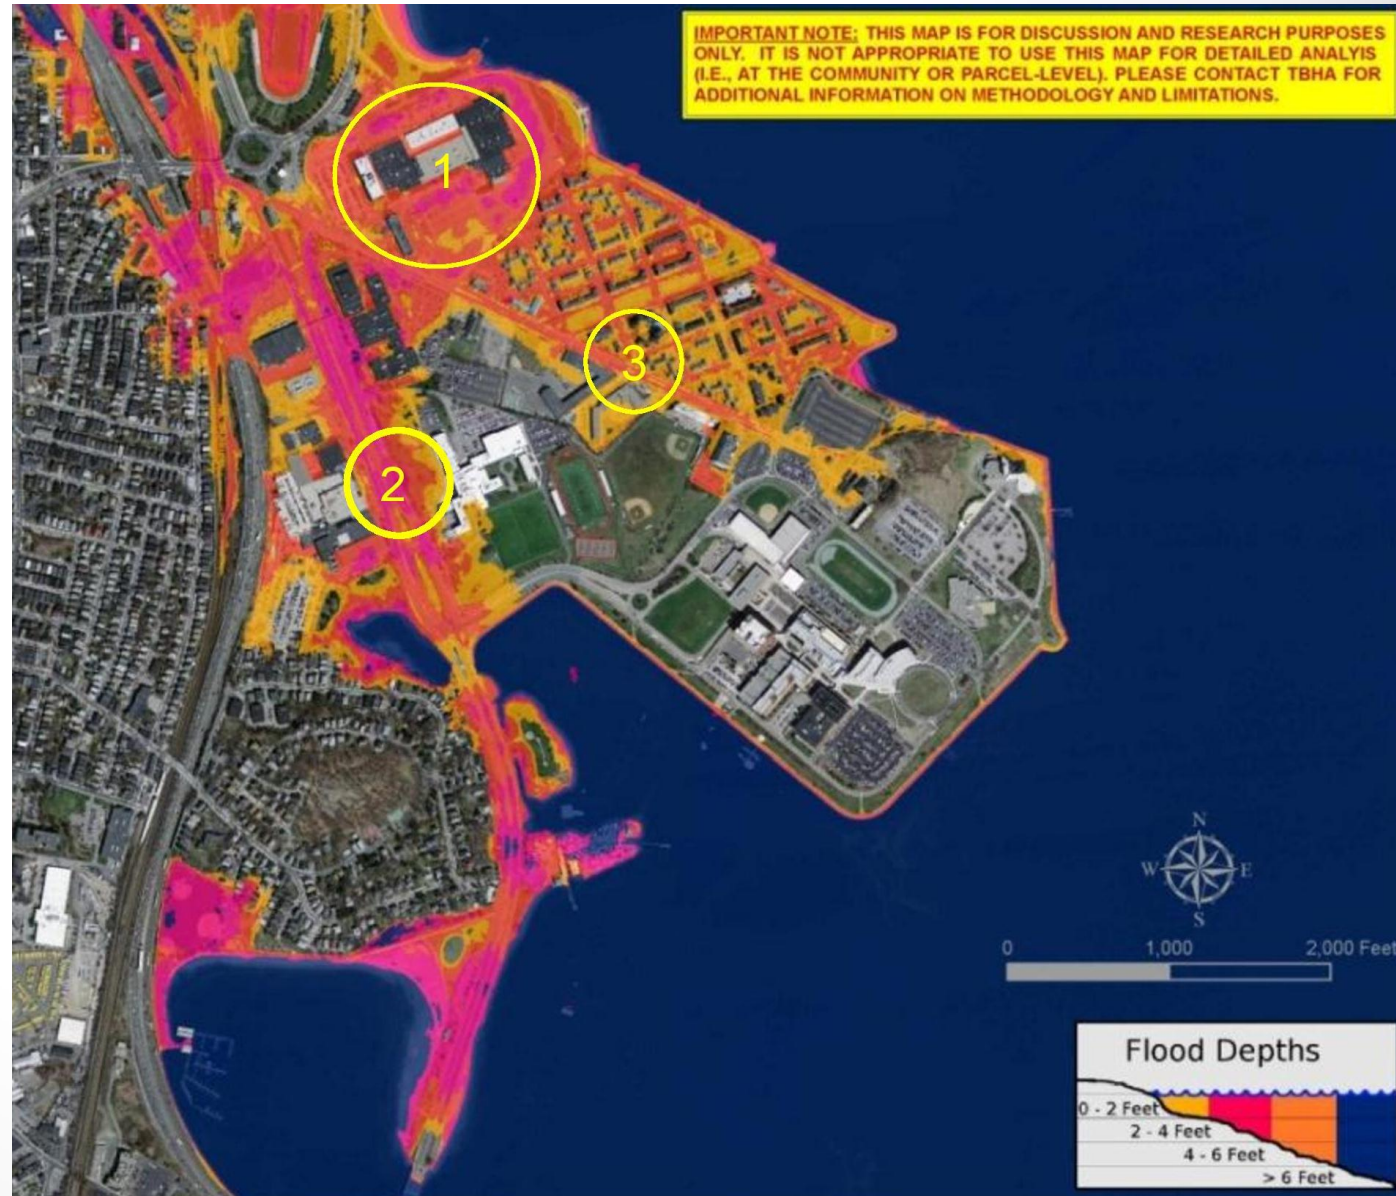 IMPORTANT NOTE: THIS MAP IS FOR DISCUSSION AND RESEARCH PURPOSES
ONLY. IT IS NOT APPROPRIATE TO USE THIS MAP FOR DETAILED ANALYIS
(I.E., AT THE COMMUNITY OR PARCEL-LEVEL). PLEASE CONTACT TBHA FOR
ADDITIONAL INFORMATION ON METHODOLOGY AND LIMITATIONS.
1
3
2
N
W E
S
0 1,000 2,000 Feet
Flood Depths
0 - 2 Feet
2 - 4 Feet
4 - 6 Feet
> 6 Feet